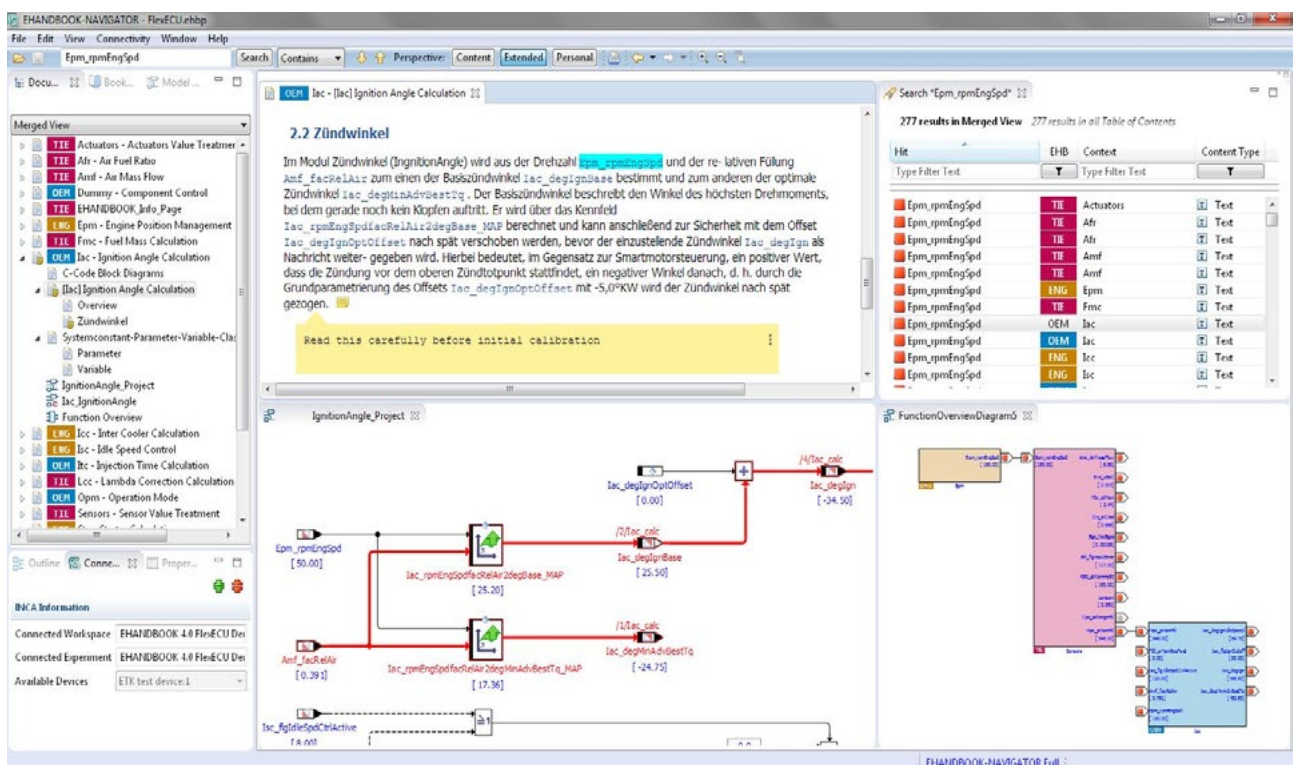 EHANDBOOK-NAVIGATOR - FlexECU.ehbp
File Edit View Connectivity Window Help
Epm_rpmEngSpd Search Contains Perspective: Content Extended Personal
Docu... Book... Model ...
Merged View
TIE Actuators - Actuators Value Treatmer
TIE Afr - Air Fuel Ratio
TIE Amf - Air Mass Flow
OEM Dummy - Component Control
TIE EHANDBOOK_Info_Page
ENG Epm - Engine Position Management
TIE Fmc - Fuel Mass Calculation
OEM Iac - Ignition Angle Calculation
C-Code Block Diagrams
[Iac] Ignition Angle Calculation
Overview
Zündwinkel
Systemconstant-Parameter-Variable-Cla:
Parameter
Variable
IgnitionAngle_Project
Iac_IgnitionAngle
Function Overview
ENG Icc - Inter Cooler Calculation
ENG Isc - Idle Speed Control
OEM Itc - Injection Time Calculation
TIE Lcc - Lambda Correction Calculation
OEM Opm - Operation Mode
TIE Sensors - Sensor Value Treatment
Outline Conne... Proper...
INCA Information
Connected Workspace EHANDBOOK 4.0 FlexECU Der
Connected Experiment EHANDBOOK 4.0 FlexECU Der
Available Devices ETK test device:1
OEM Iac - [Iac] Ignition Angle Calculation
2.2 Zündwinkel
Im Modul Zündwinkel (IngnitionAngle) wird aus der Drehzahl Epm_rpmEngSpd und der re- lativen Füllung
Amf_facRelAir zum einen der Basiszündwinkel Iac_degIgnBase bestimmt und zum anderen der optimale
Zündwinkel Iac_degMinAdvBestTq . Der Basiszündwinkel beschreibt den Winkel des höchsten Drehmoments,
bei dem gerade noch kein Klopfen auftritt. Er wird über das Kennfeld
Iac_rpmEngSpdfacRelAir2degBase_MAP berechnet und kann anschließend zur Sicherheit mit dem Offset
Iac_degIgnOptOffset nach spät verschoben werden, bevor der einzustellende Zündwinkel Iac_degIgn als
Nachricht weiter- gegeben wird. Hierbei bedeutet, im Gegensatz zur Smartmotorsteuerung, ein positiver Wert,
dass die Zündung vor dem oberen Zündtotpunkt stattfindet, ein negativer Winkel danach, d. h. durch die
Grundparametrierung des Offsets Iac_degIgnOptOffset mit -5,0°KW wird der Zündwinkel nach spät
gezogen.
Read this carefully before initial calibration
Search "Epm_rpmEngSpd"
277 results in Merged View 277 results in all Table of Contents
Hit EHB Context Content Type
Type Filter Text T Type Filter Text T
Epm_rpmEngSpd TIE Actuators Text
Epm_rpmEngSpd TIE Afr Text
Epm_rpmEngSpd TIE Afr Text
Epm_rpmEngSpd TIE Amf Text
Epm_rpmEngSpd TIE Amf Text
Epm_rpmEngSpd ENG Epm Text
Epm_rpmEngSpd TIE Fmc Text
Epm_rpmEngSpd OEM Iac Text
Epm_rpmEngSpd OEM Iac Text
Epm_rpmEngSpd ENG Icc Text
Epm_rpmEngSpd ENG Isc Text
IgnitionAngle_Project
/4/Iac_calc
Iac_degIgnOptOffset
[0.00]
Iac_degIgn
[-34.50]
Epm_rpmEngSpd
[50.00]
/2/Iac_calc
Iac_degIgnBase
[25.50]
Iac_rpmEngSpdfacRelAir2degBase_MAP
[25.20]
/1/Iac_calc
Iac_degMinAdvBestTq
[-24.75]
Amf_facRelAir
[0.391]
Iac_rpmEngSpdfacRelAir2degMinAdvBestTq_MAP
[17.36]
Isc_flgIdleSpdCtrlActive
≥1
FunctionOverviewDiagram5
EHANDBOOK-NAVIGATOR Full